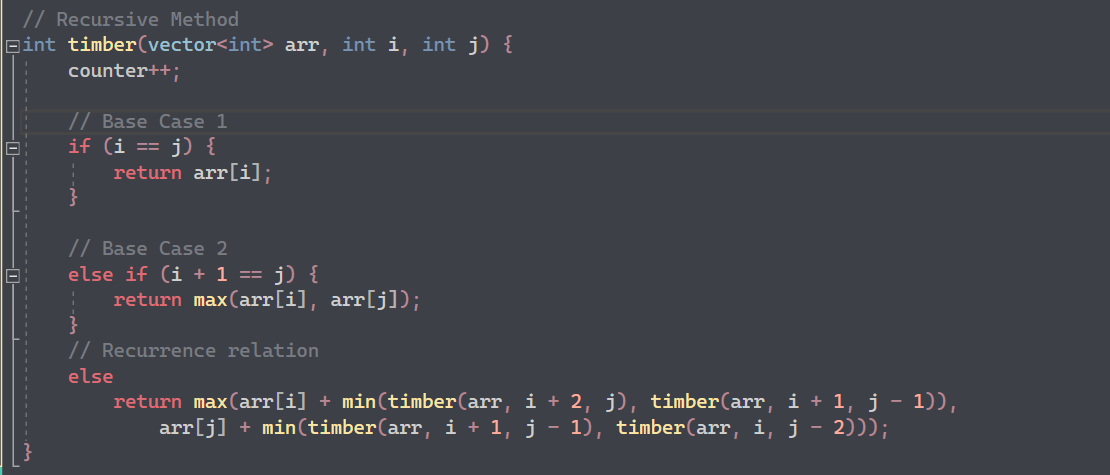 // Recursive Method
int timber(vector<int> arr, int i, int j) {
    counter++;

    // Base Case 1
    if (i == j) {
        return arr[i];
    }

    // Base Case 2
    else if (i + 1 == j) {
        return max(arr[i], arr[j]);
    }
    // Recurrence relation
    else
        return max(arr[i] + min(timber(arr, i + 2, j), timber(arr, i + 1, j - 1)),
            arr[j] + min(timber(arr, i + 1, j - 1), timber(arr, i, j - 2)));
}